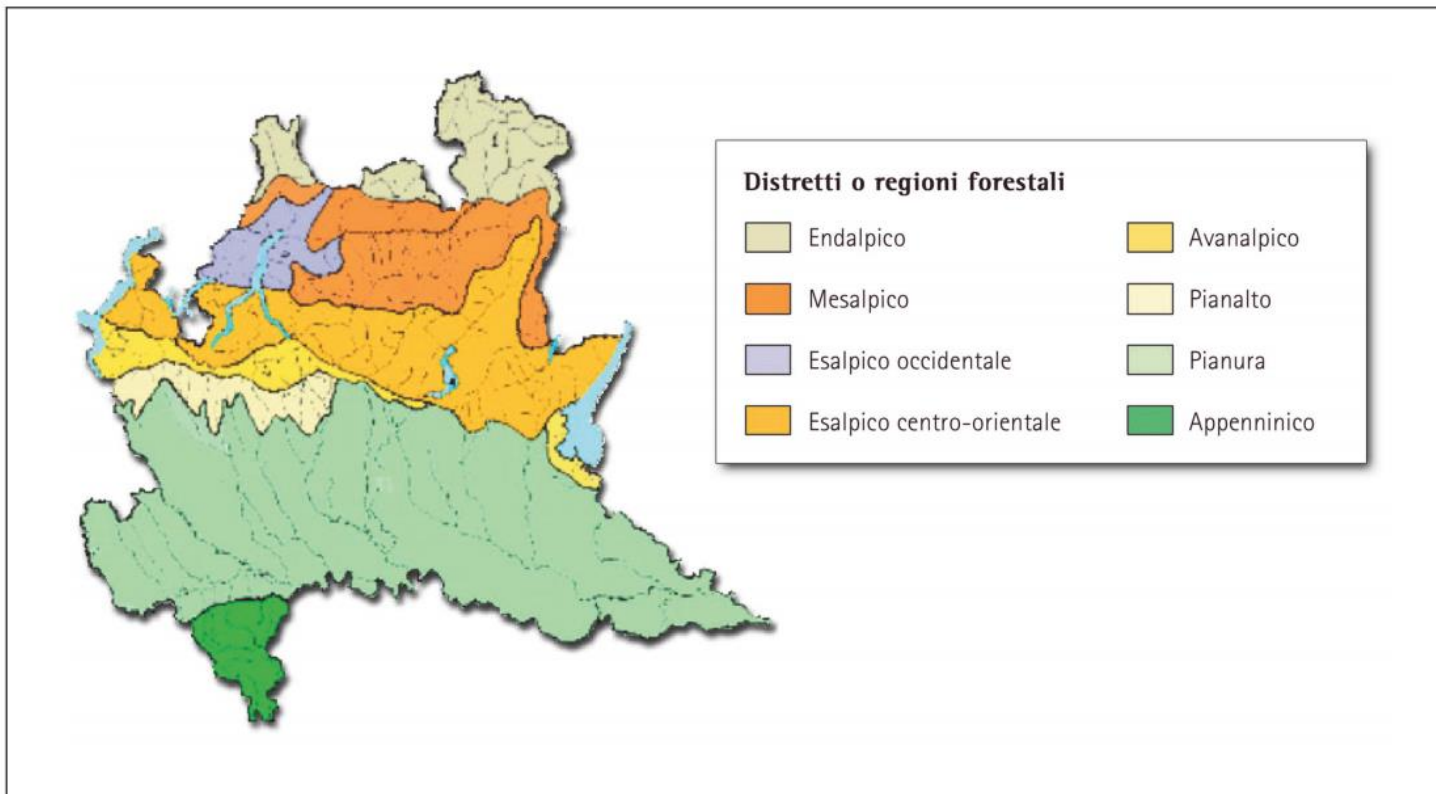 Distretti o regioni forestali
Endalpico
Mesalpico
Esalpico occidentale
Esalpico centro-orientale
Avanalpico
Pianalto
Pianura
Appenninico